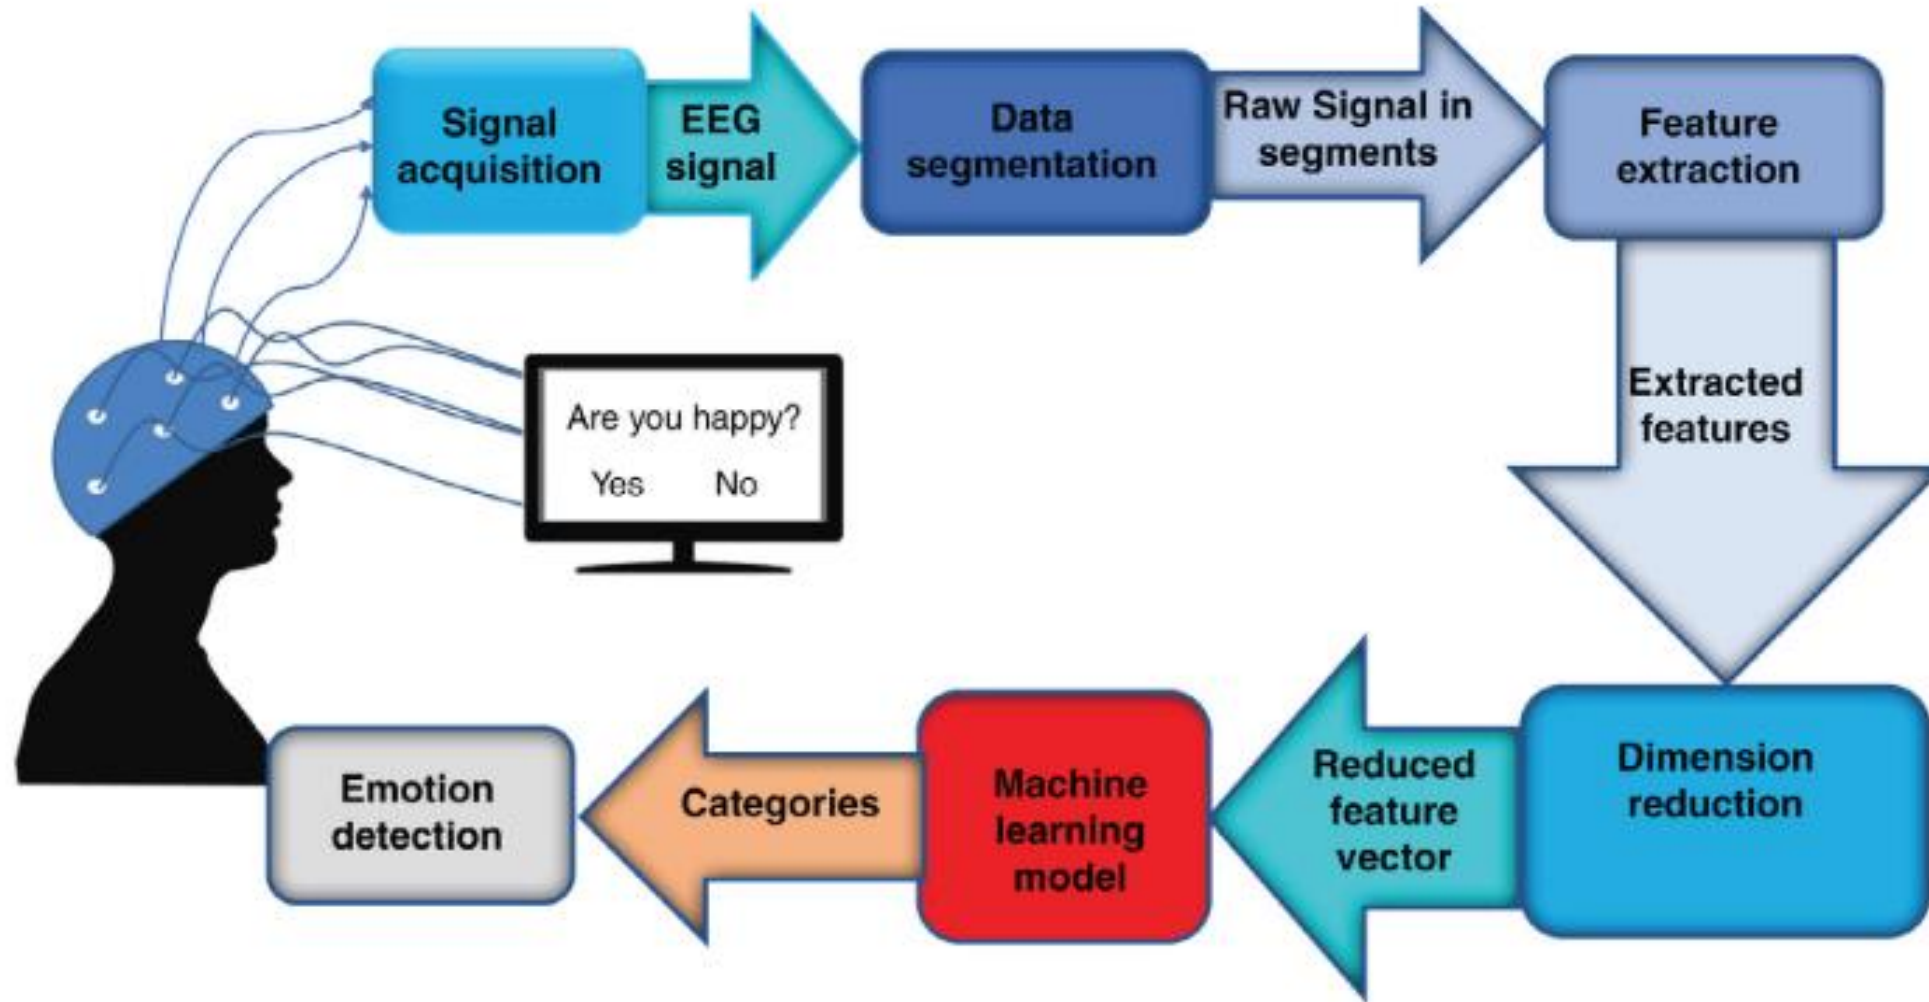 Signal
acquisition
EEG
signal
Data
segmentation
Raw Signal in
segments
Feature
extraction
Extracted
features
Are you happy?
Yes No
Dimension
reduction
Reduced
feature
vector
Machine
learning
model
Categories
Emotion
detection